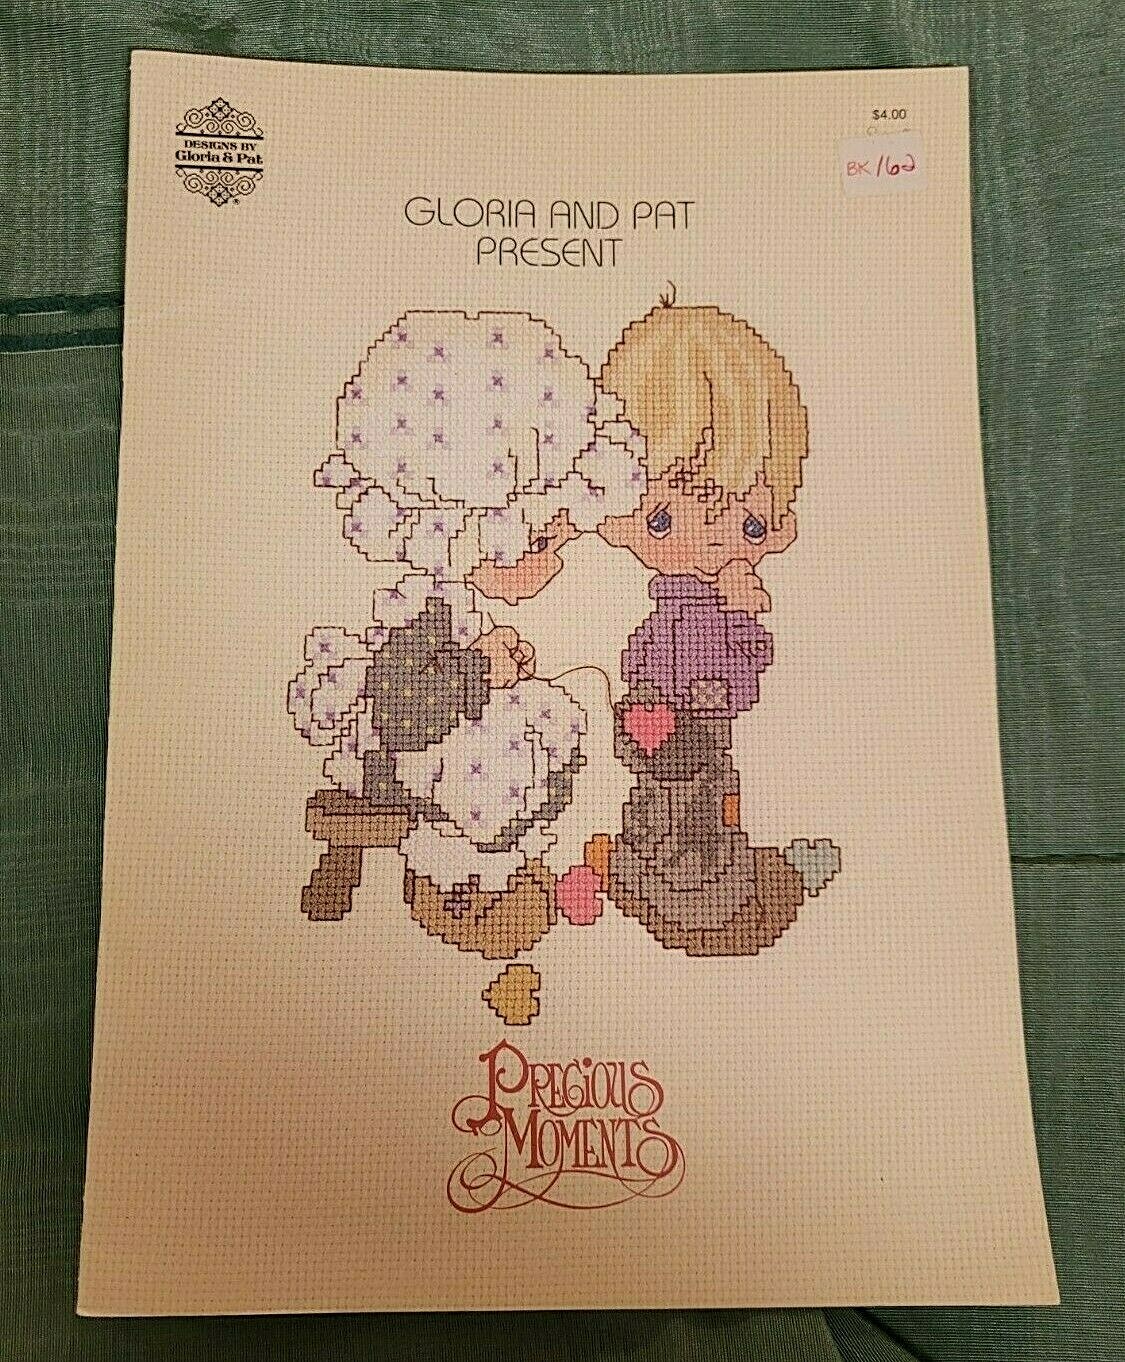 DESIGNS BY
Gloria & Pat
®
$4.00
BK 162
GLORIA AND PAT
PRESENT
PRECIOUS
MOMENTS